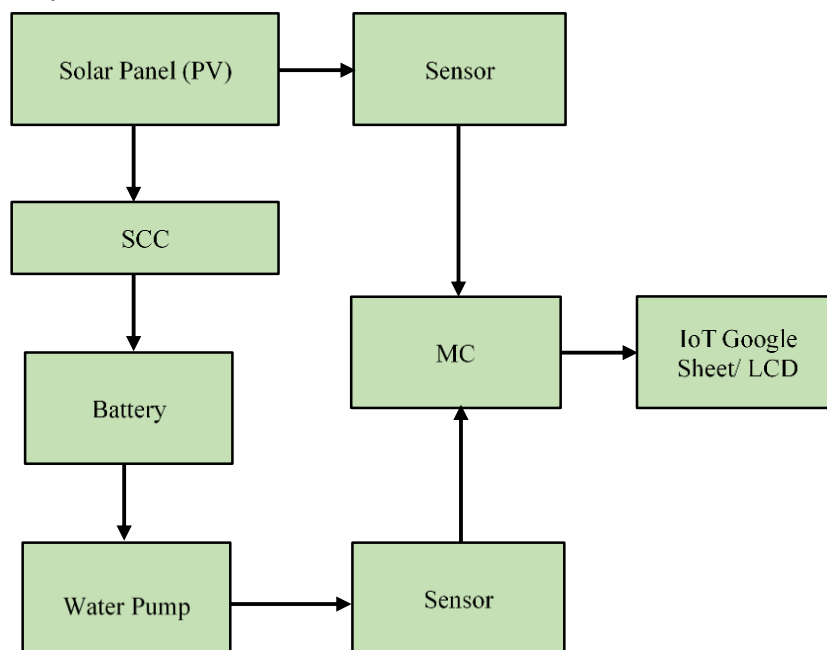 Solar Panel (PV)
Sensor
SCC
MC
IoT Google
Sheet/ LCD
Battery
Water Pump
Sensor